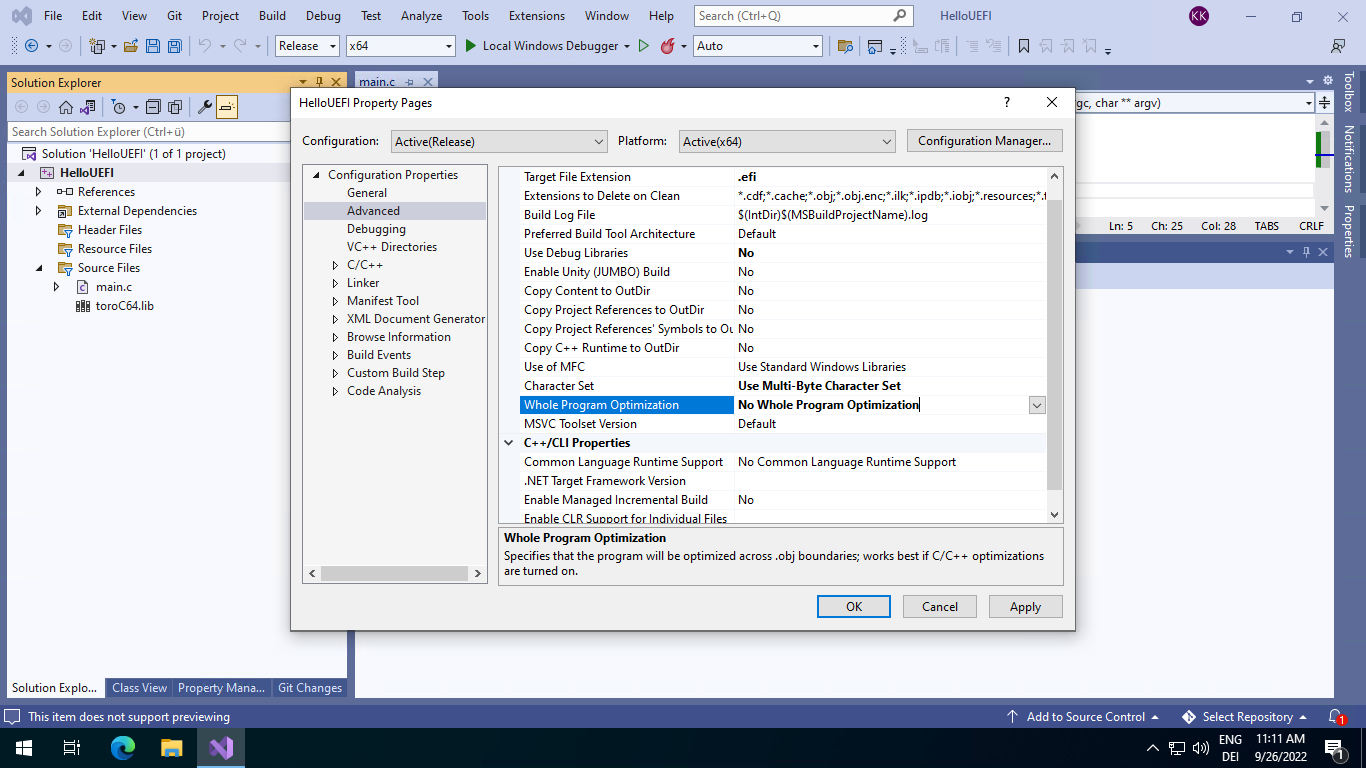 File Edit View Git Project Build Debug Test Analyze Tools Extensions Window Help Search (Ctrl+Q) HelloUEFI KK
Release x64 Local Windows Debugger Auto
Solution Explorer
main.c
Search Solution Explorer (Ctrl+ü)
Solution 'HelloUEFI' (1 of 1 project)
HelloUEFI
References
External Dependencies
Header Files
Resource Files
Source Files
main.c
toroC64.lib
Solution Explo... Class View Property Mana... Git Changes
HelloUEFI Property Pages
?
Configuration: Active(Release) Platform: Active(x64) Configuration Manager...
Configuration Properties
General
Advanced
Debugging
VC++ Directories
C/C++
Linker
Manifest Tool
XML Document Generator
Browse Information
Build Events
Custom Build Step
Code Analysis
Target File Extension .efi
Extensions to Delete on Clean *.cdf;*.cache;*.obj;*.obj.enc;*.ilk;*.ipdb;*.iobj;*.resources;*.t
Build Log File $(IntDir)$(MSBuildProjectName).log
Preferred Build Tool Architecture Default
Use Debug Libraries No
Enable Unity (JUMBO) Build No
Copy Content to OutDir No
Copy Project References to OutDir No
Copy Project References' Symbols to Ou No
Copy C++ Runtime to OutDir No
Use of MFC Use Standard Windows Libraries
Character Set Use Multi-Byte Character Set
Whole Program Optimization No Whole Program Optimization
MSVC Toolset Version Default
C++/CLI Properties
Common Language Runtime Support No Common Language Runtime Support
.NET Target Framework Version
Enable Managed Incremental Build No
Enable CLR Support for Individual Files
Whole Program Optimization
Specifies that the program will be optimized across .obj boundaries; works best if C/C++ optimizations
are turned on.
OK Cancel Apply
gc, char ** argv)
Ln: 5 Ch: 25 Col: 28 TABS CRLF
Toolbox
Notifications
Properties
This item does not support previewing Add to Source Control Select Repository 1
ENG 11:11 AM
DEI 9/26/2022 1